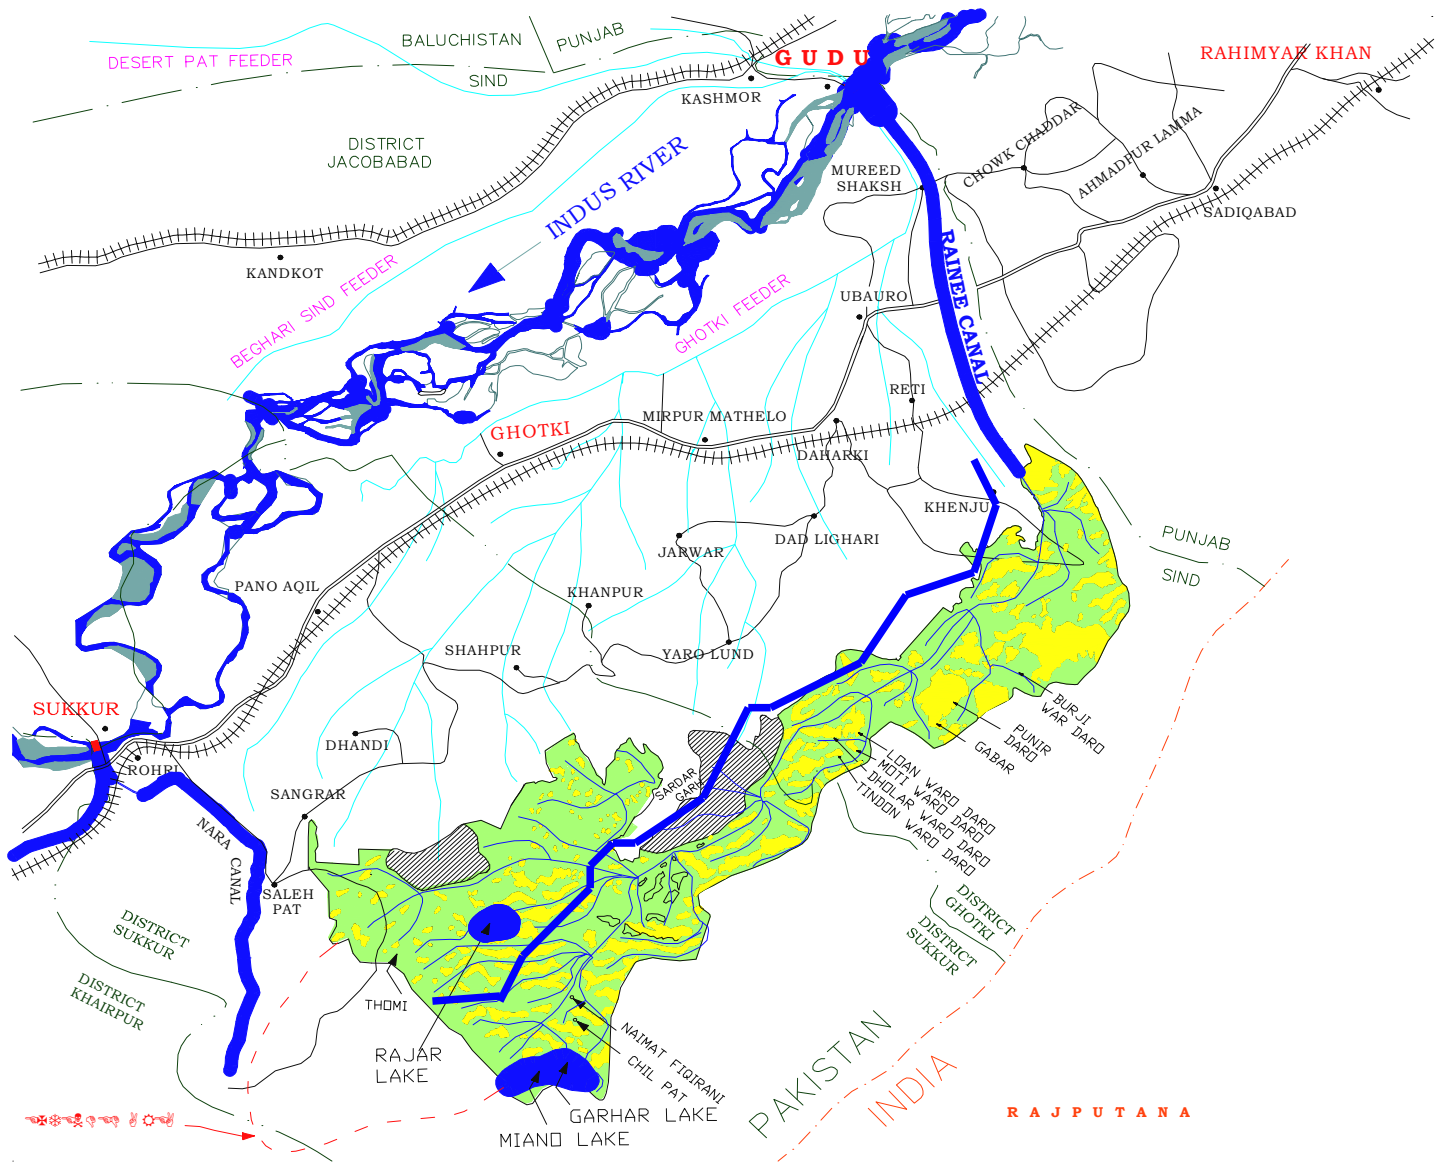 BALUCHISTAN
PUNJAB
DESERT PAT FEEDER
SIND
GUDU
RAHIMYAR KHAN
KASHMOR
DISTRICT
JACOBABAD
INDUS RIVER
MUREED
SHAKSH
CHOWK CHADDAR
AHMADPUR LAMMA
SADIQABAD
KANDKOT
BEGHARI SIND FEEDER
GHOTKI FEEDER
UBAURO
RAINEE CANAL
RETI
MIRPUR MATHELO
GHOTKI
DAHARKI
KHENJU
JARWAR
DAD LIGHARI
PUNJAB
SIND
PANO AQIL
KHANPUR
SHAHPUR
YARO LUND
SUKKUR
DHANDI
ROHRI
SANGRAR
SARDAR
GARH
BURJI
WAR DARO
PUNIR
DARO
GABAR
LOAN WARO DARO
MOTI WARO DARO
DHOLAR WARO DARO
TINDON WARO DARO
NARA CANAL
SALEH
PAT
DISTRICT
GHOTKI
DISTRICT
SUKKUR
DISTRICT
SUKKUR
DISTRICT
KHAIRPUR
THOMI
RAJAR
LAKE
NAIMAT FIQIRANI
CHIL PAT
GARHAR LAKE
MIANO LAKE
PAKISTAN
INDIA
RAJPUTANA